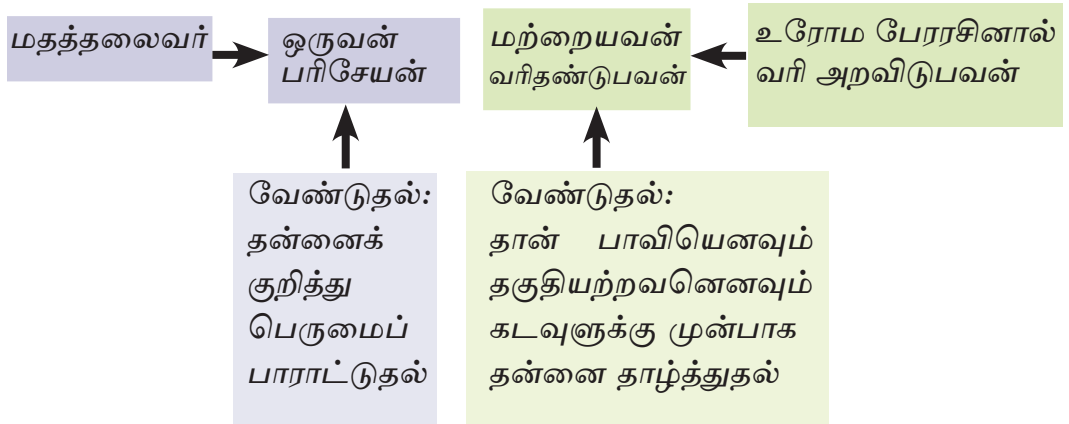 மதத்தலைவர்
ஒருவன்
பரிசேயன்
மற்றையவன்
வரிதண்டுபவன்
உரோம பேரரசினால்
வரி அறவிடுபவன்
வேண்டுதல்:
தன்னைக்
குறித்து
பெருமைப்
பாராட்டுதல்
வேண்டுதல்:
தான் பாவியெனவும்
தகுதியற்றவனெனவும்
கடவுளுக்கு முன்பாக
தன்னை தாழ்த்துதல்